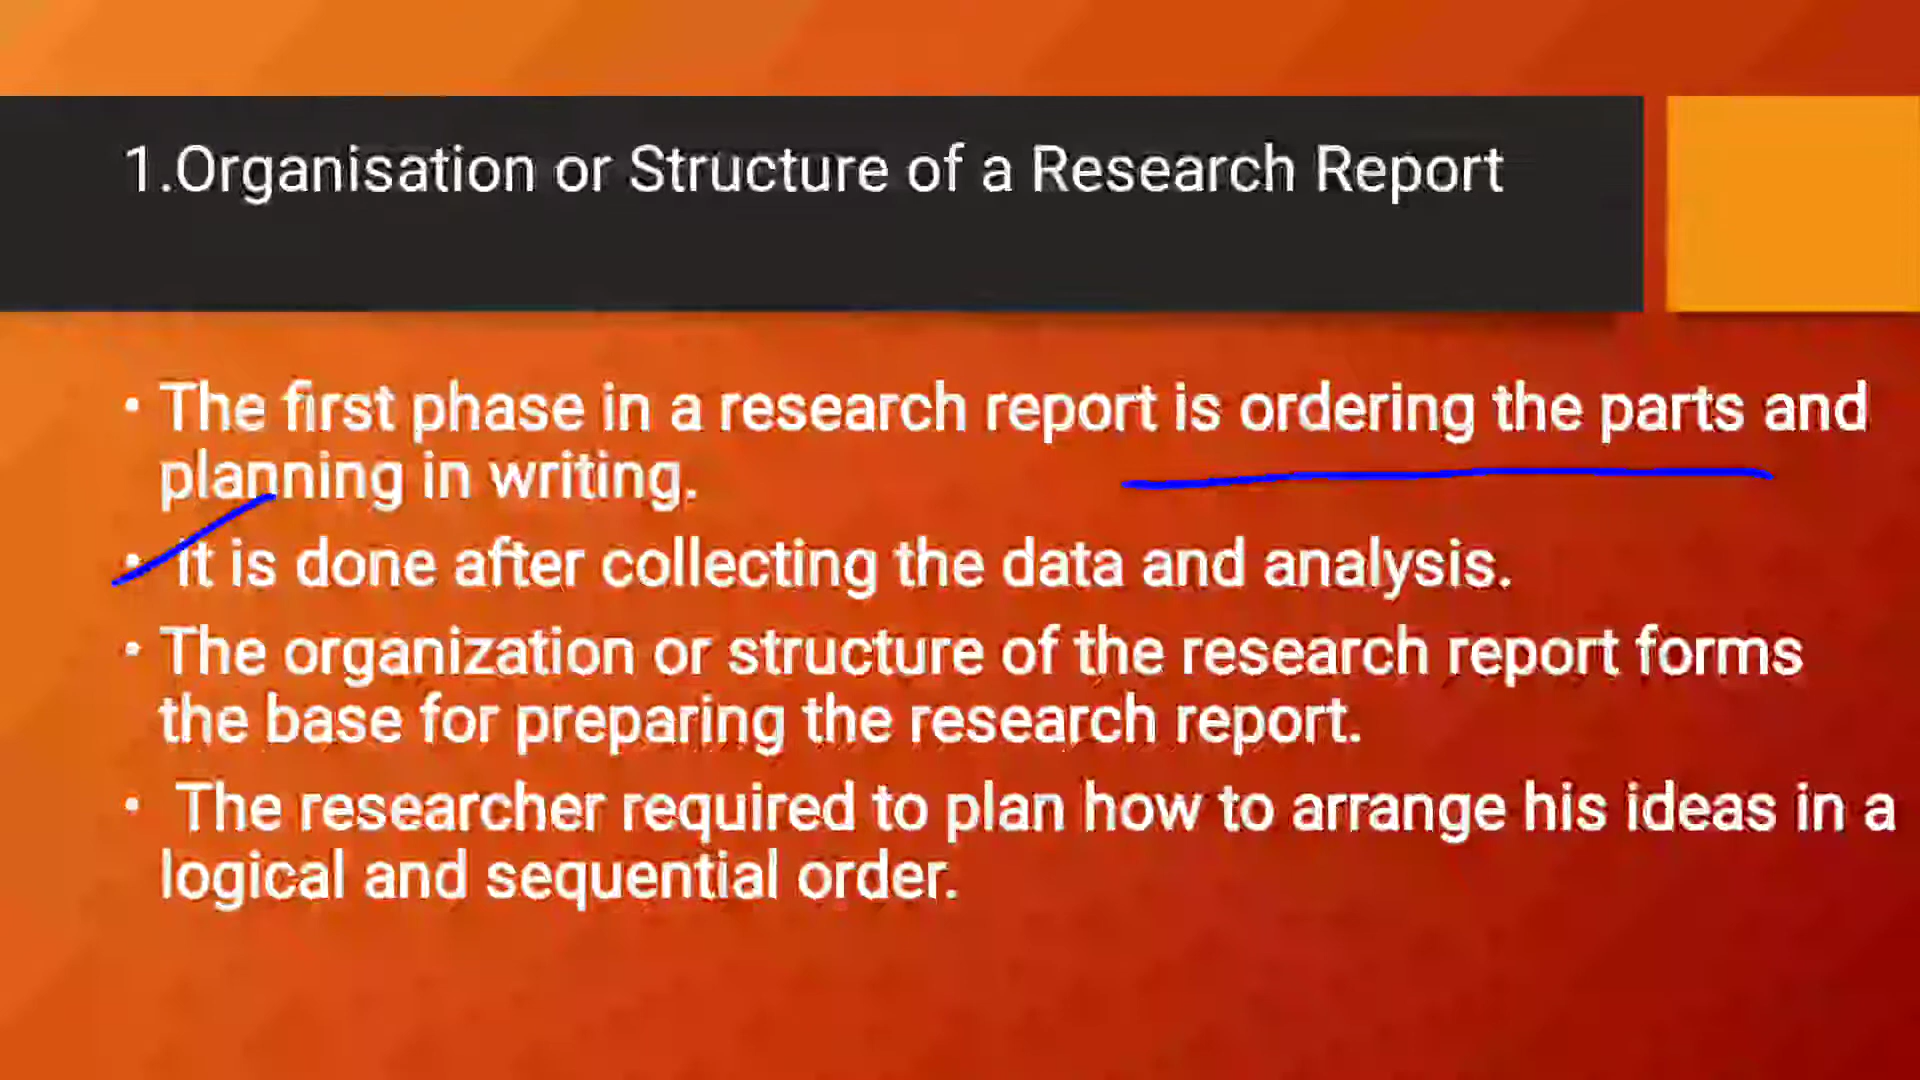 1.Organisation or Structure of a Research Report
• The first phase in a research report is ordering the parts and
planning in writing.
• It is done after collecting the data and analysis.
• The organization or structure of the research report forms
the base for preparing the research report.
• The researcher required to plan how to arrange his ideas in a
logical and sequential order.